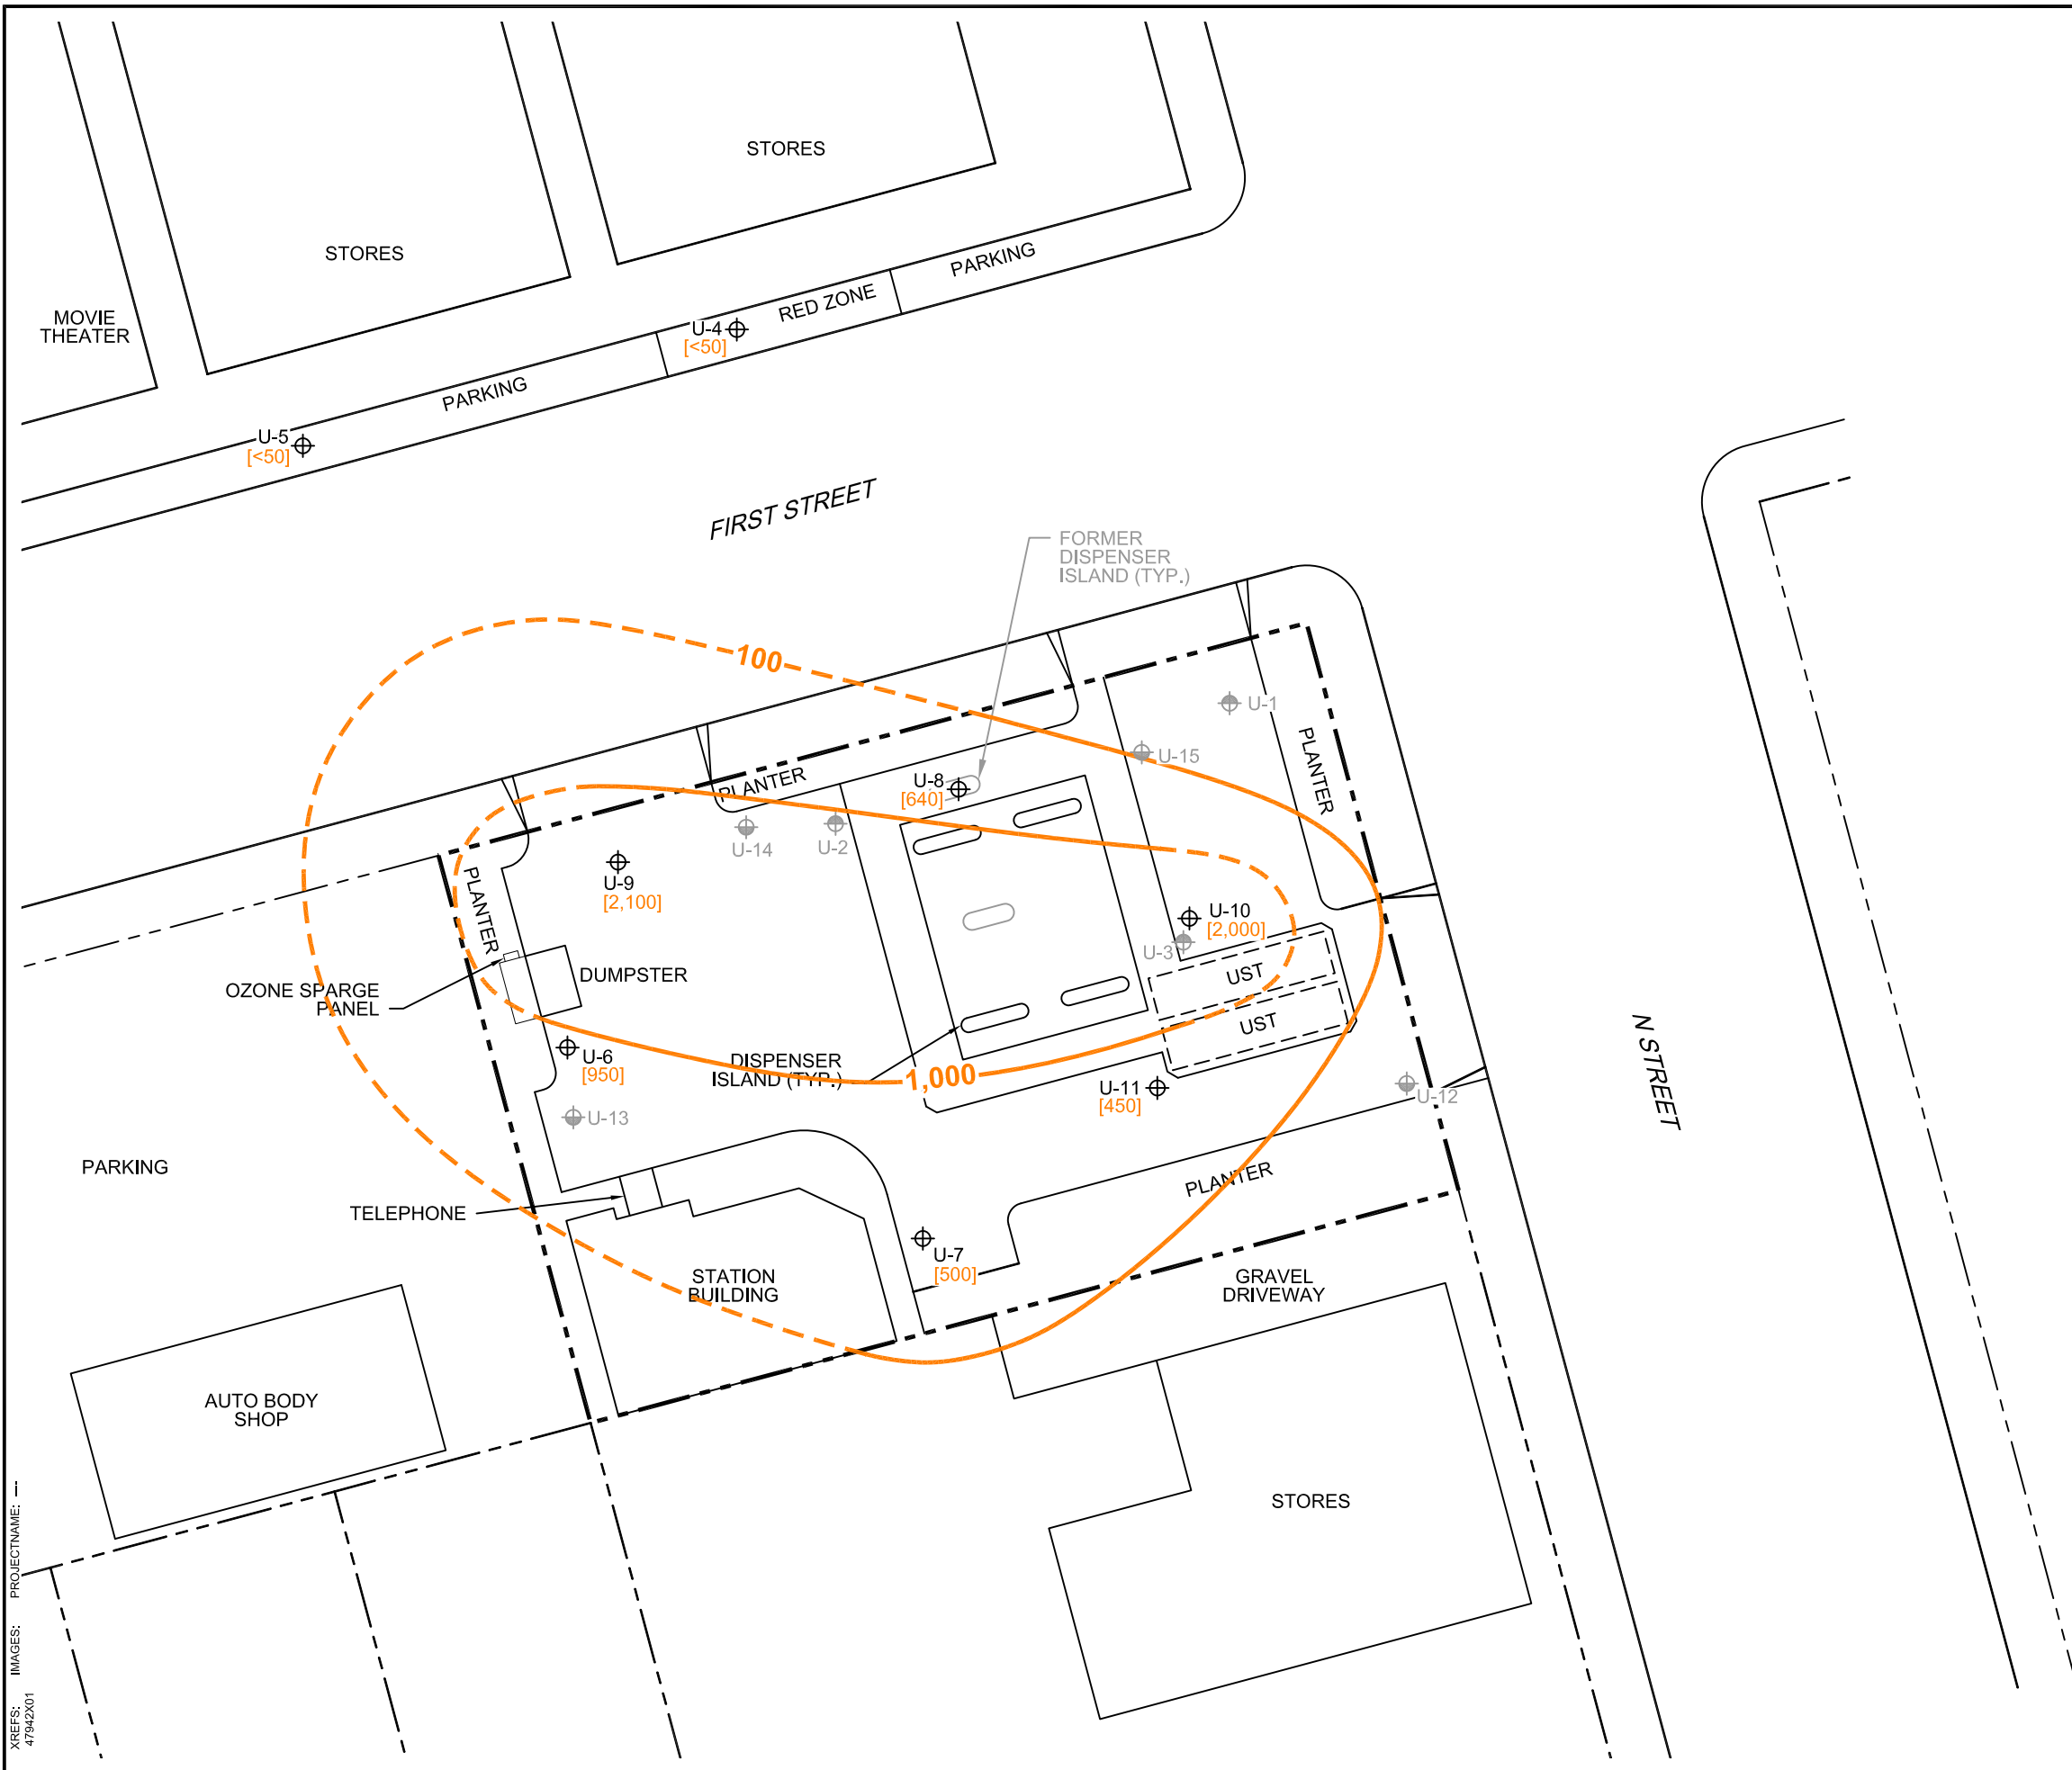 STORES
STORES
MOVIE
THEATER
PARKING
RED ZONE
U-4
[<50]
PARKING
U-5
[<50]
FIRST STREET
FORMER
DISPENSER
ISLAND (TYP.)
100
U-1
U-15
PLANTER
PLANTER
U-8
[640]
U-14
U-2
U-9
[2,100]
PLANTER
U-10
[2,000]
U-3
UST
UST
DUMPSTER
OZONE SPARGE
PANEL
U-6
[950]
DISPENSER
ISLAND (TYP.)
1,000
U-11
[450]
U-12
U-13
N STREET
PARKING
PLANTER
TELEPHONE
U-7
[500]
STATION
BUILDING
GRAVEL
DRIVEWAY
AUTO BODY
SHOP
STORES
XREFS: IMAGES: PROJECTNAME: ----
47942X01